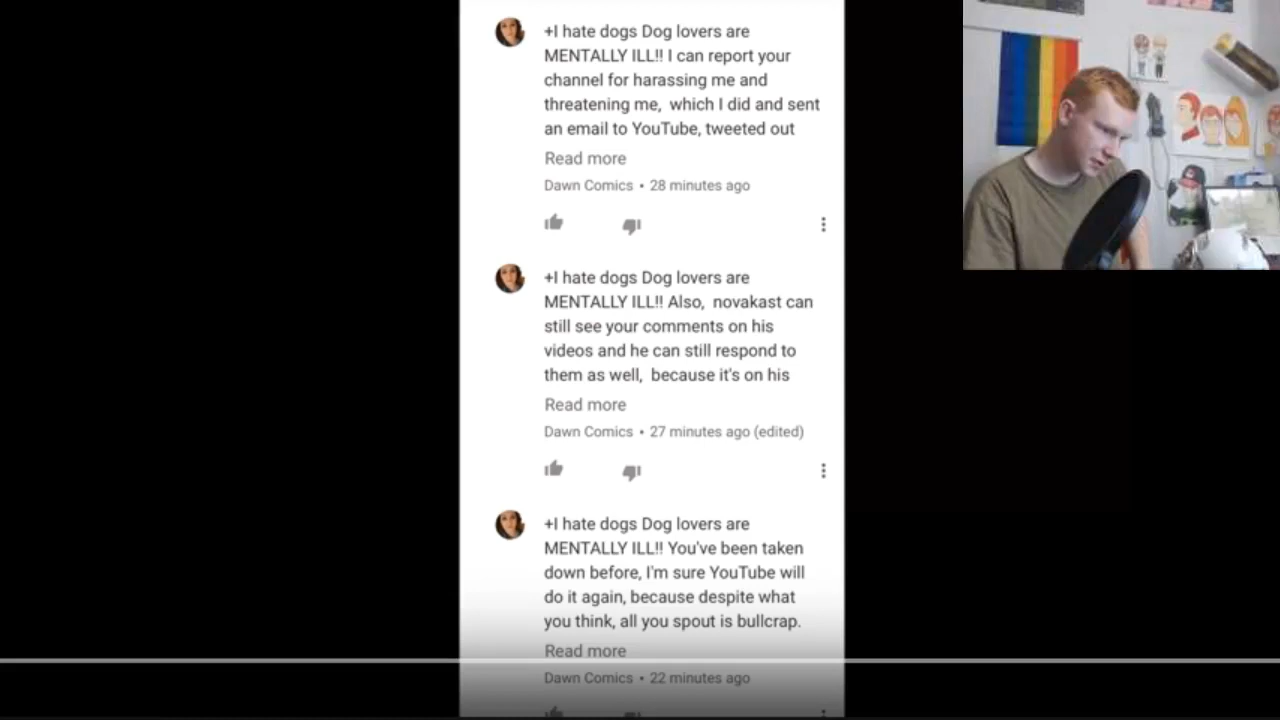 +I hate dogs Dog lovers are
MENTALLY ILL!! I can report your
channel for harassing me and
threatening me,  which I did and sent
an email to YouTube, tweeted out
Read more
Dawn Comics • 28 minutes ago
+I hate dogs Dog lovers are
MENTALLY ILL!! Also,  novakast can
still see your comments on his
videos and he can still respond to
them as well,  because it's on his
Read more
Dawn Comics • 27 minutes ago (edited)
+I hate dogs Dog lovers are
MENTALLY ILL!! You've been taken
down before, I'm sure YouTube will
do it again, because despite what
you think, all you spout is bullcrap.
Read more
Dawn Comics • 22 minutes ago